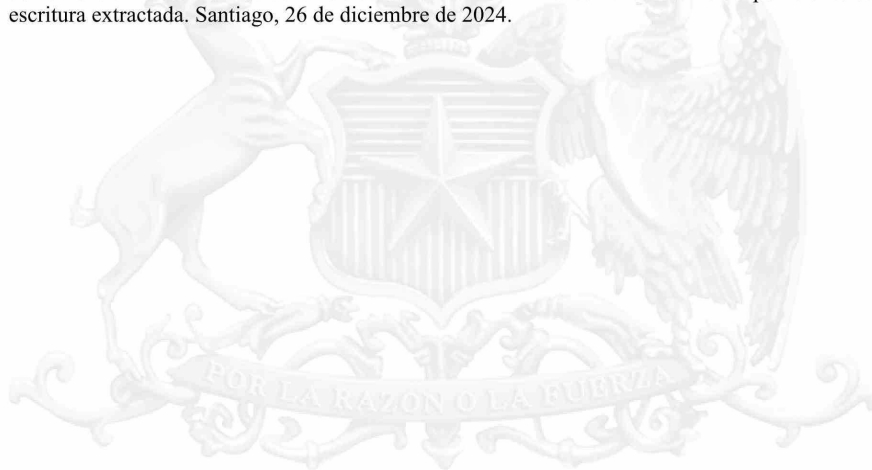 escritura extractada. Santiago, 26 de diciembre de 2024.
POR LA RAZON O LA FUERZA